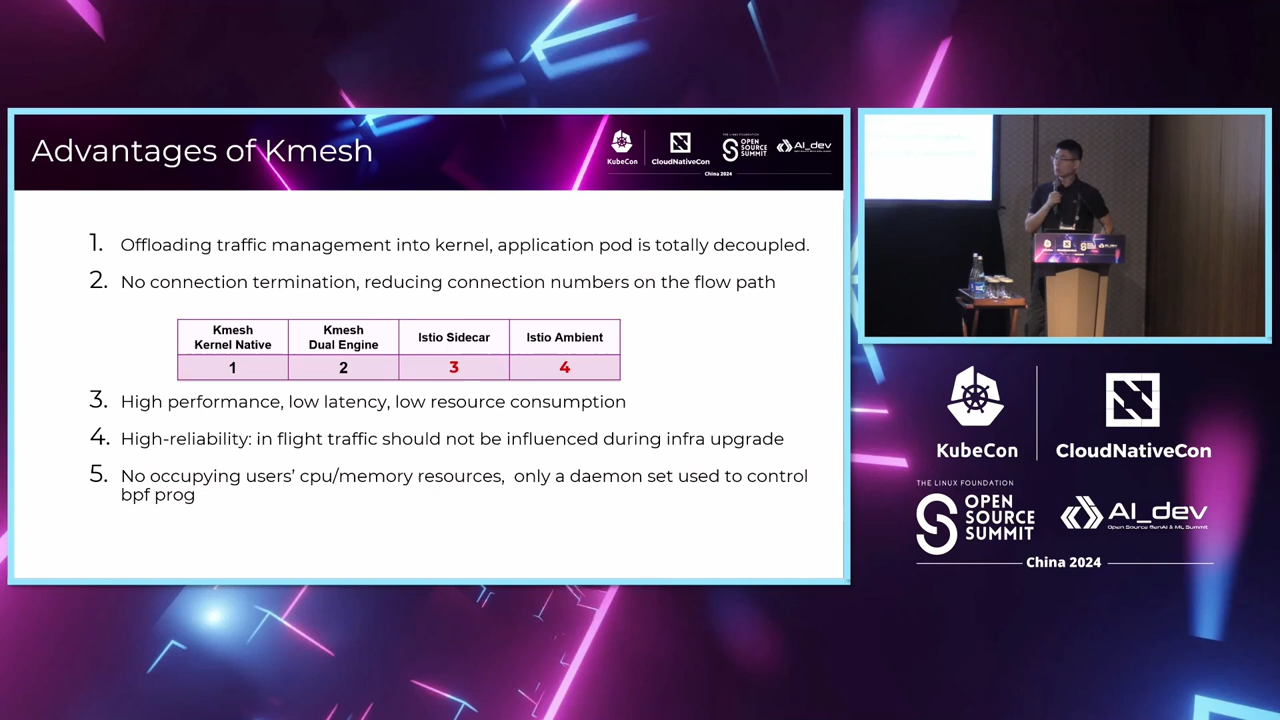 Advantages of Kmesh
KubeCon
CloudNativeCon
THE LINUX FOUNDATION
OPEN
SOURCE
SUMMIT
AI_dev
China 2024
1. Offloading traffic management into kernel, application pod is totally decoupled.
2. No connection termination, reducing connection numbers on the flow path
Kmesh Kernel Native
Kmesh Dual Engine
Istio Sidecar
Istio Ambient
1 2 3 4
3. High performance, low latency, low resource consumption
4. High-reliability: in flight traffic should not be influenced during infra upgrade
5. No occupying users’ cpu/memory resources, only a daemon set used to control
bpf prog
KubeCon
CloudNativeCon
THE LINUX FOUNDATION
OPEN
SOURCE
SUMMIT
AI_dev
Open Source GenAI & ML Summit
China 2024